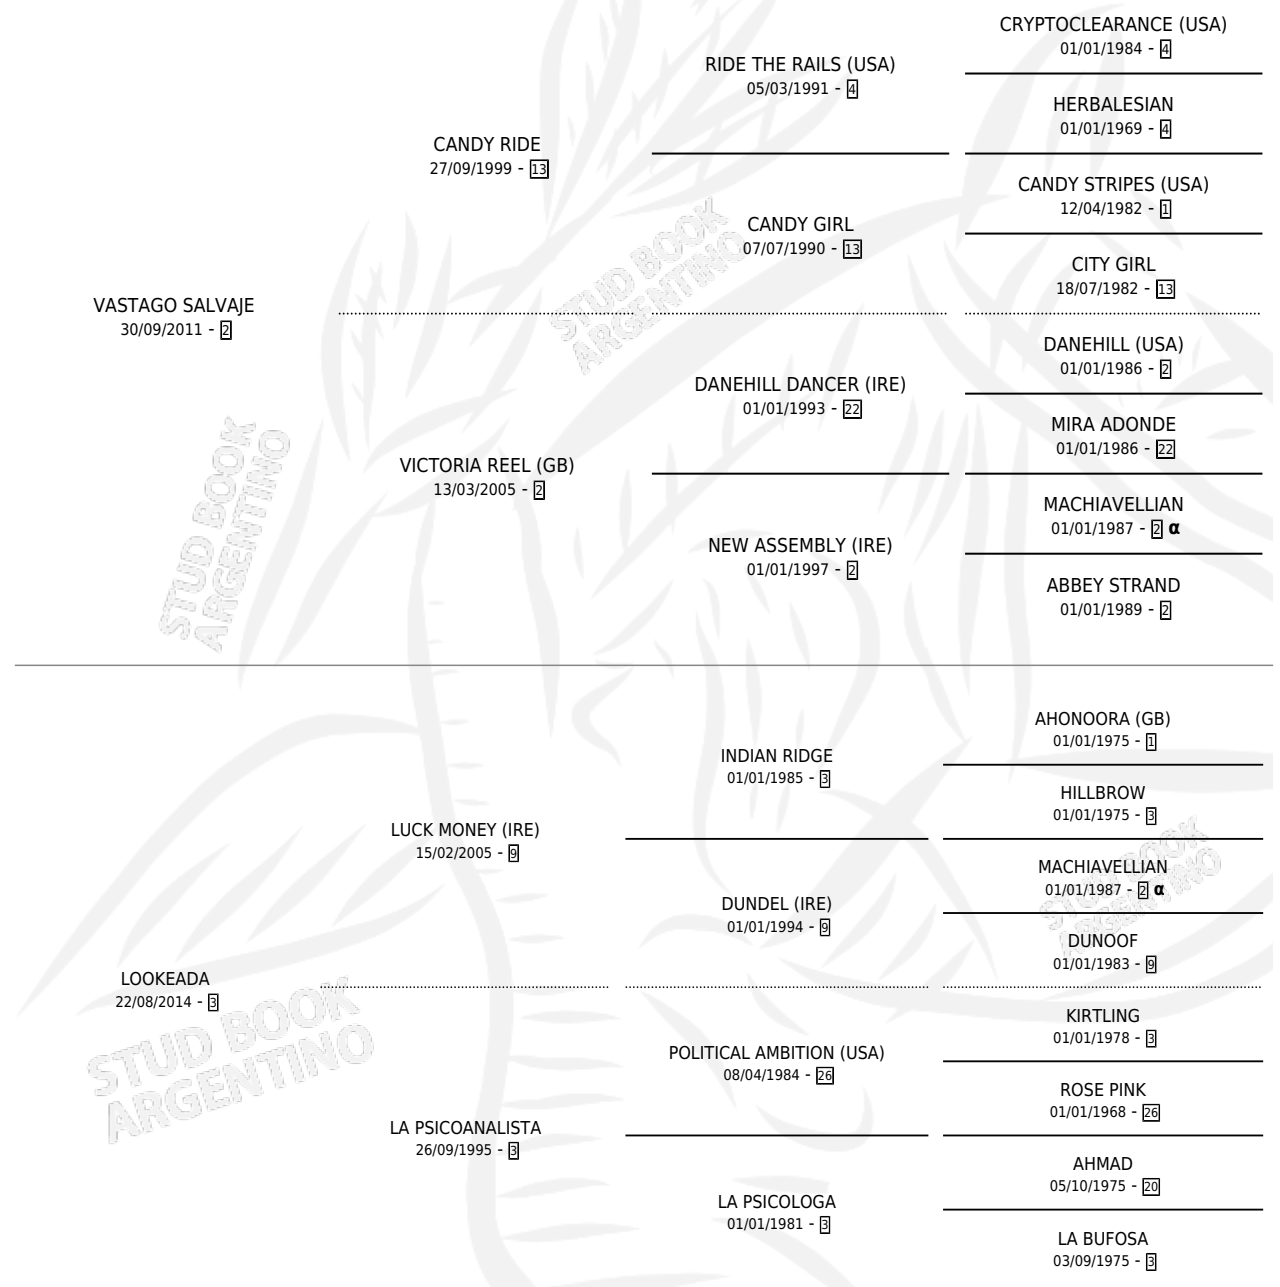 CRYPTOCLEARANCE (USA)
01/01/1984 - 4
RIDE THE RAILS (USA)
05/03/1991 - 4
HERBALESIAN
01/01/1969 - 4
CANDY RIDE
27/09/1999 - 13
CANDY STRIPES (USA)
12/04/1982 - 1
CANDY GIRL
07/07/1990 - 13
CITY GIRL
18/07/1982 - 13
VASTAGO SALVAJE
30/09/2011 - 2
DANEHILL (USA)
01/01/1986 - 2
DANEHILL DANCER (IRE)
01/01/1993 - 22
MIRA ADONDE
01/01/1986 - 22
VICTORIA REEL (GB)
13/03/2005 - 2
MACHIAVELLIAN
01/01/1987 - 2 α
NEW ASSEMBLY (IRE)
01/01/1997 - 2
ABBEY STRAND
01/01/1989 - 2
AHONOORA (GB)
01/01/1975 - 1
INDIAN RIDGE
01/01/1985 - 3
HILLBROW
01/01/1975 - 3
LUCK MONEY (IRE)
15/02/2005 - 9
MACHIAVELLIAN
01/01/1987 - 2 α
DUNDEL (IRE)
01/01/1994 - 9
DUNOOF
01/01/1983 - 9
LOOKEADA
22/08/2014 - 3
KIRTLING
01/01/1978 - 3
POLITICAL AMBITION (USA)
08/04/1984 - 26
ROSE PINK
01/01/1968 - 26
LA PSICOANALISTA
26/09/1995 - 3
AHMAD
05/10/1975 - 20
LA PSICOLOGA
01/01/1981 - 3
LA BUFOSA
03/09/1975 - 3
STUD BOOK
ARGENTINO
STUD BOOK
ARGENTINO
STUD BOOK
ARGENTINO
STUD BOOK
ARGENTINO